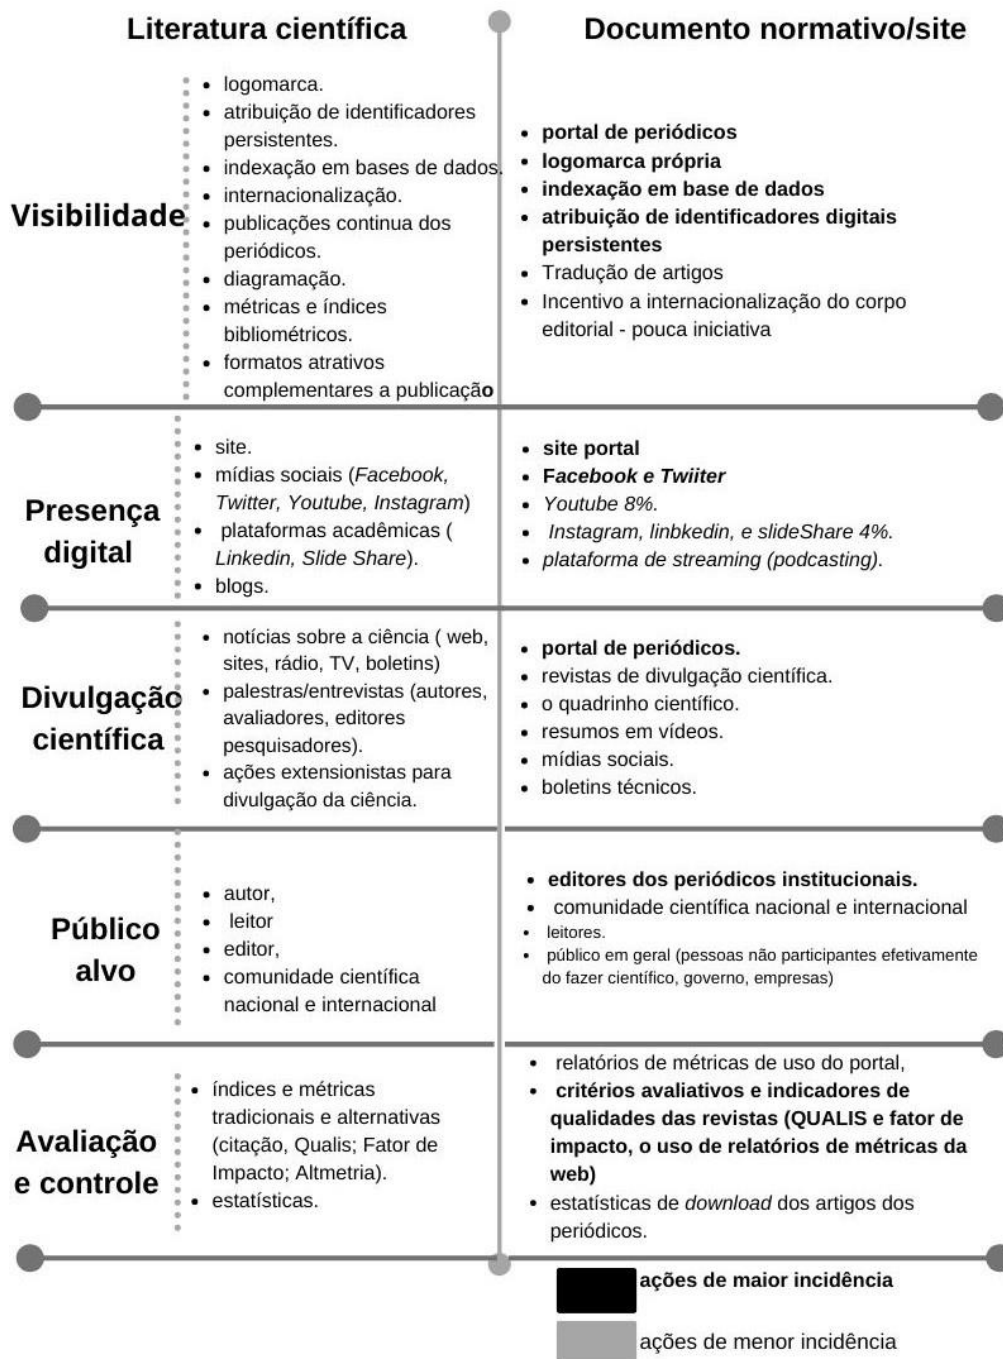 Literatura científica
Documento normativo/site
Visibilidade
• logomarca.
• atribuição de identificadores
persistentes.
• indexação em bases de dados.
• internacionalização.
• publicações continua dos
periódicos.
• diagramação.
• métricas e índices
bibliométricos.
• formatos atrativos
complementares a publicação
• portal de periódicos
• logomarca própria
• indexação em base de dados
• atribuição de identificadores digitais
persistentes
• Tradução de artigos
• Incentivo a internacionalização do corpo
editorial - pouca iniciativa
Presença
digital
• site.
• mídias sociais (Facebook,
Twitter, Youtube, Instagram)
• plataformas acadêmicas (
Linkedin, Slide Share).
• blogs.
• site portal
• Facebook e Twiiter
• Youtube 8%.
• Instagram, linbkedin, e slideShare 4%.
• plataforma de streaming (podcasting).
Divulgação
científica
• notícias sobre a ciência ( web,
sites, rádio, TV, boletins)
• palestras/entrevistas (autores,
avaliadores, editores
pesquisadores).
• ações extensionistas para
divulgação da ciência.
• portal de periódicos.
• revistas de divulgação científica.
• o quadrinho científico.
• resumos em vídeos.
• mídias sociais.
• boletins técnicos.
Público
alvo
• autor,
• leitor
• editor,
• comunidade científica
nacional e internacional
• editores dos periódicos institucionais.
• comunidade científica nacional e internacional
• leitores.
• público em geral (pessoas não participantes efetivamente
do fazer científico, governo, empresas)
Avaliação
e controle
• índices e métricas
tradicionais e alternativas
(citação, Qualis; Fator de
Impacto; Altmetria).
• estatísticas.
• relatórios de métricas de uso do portal,
• critérios avaliativos e indicadores de
qualidades das revistas (QUALIS e fator de
impacto, o uso de relatórios de métricas da
web)
• estatísticas de download dos artigos dos
periódicos.
ações de maior incidência
ações de menor incidência